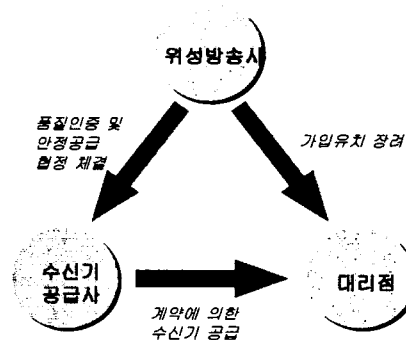 위성방송사
품질인증 및
안정공급
협정 체결
가입유치 장려
수신기
공급사
대리점
계약에 의한
수신기 공급